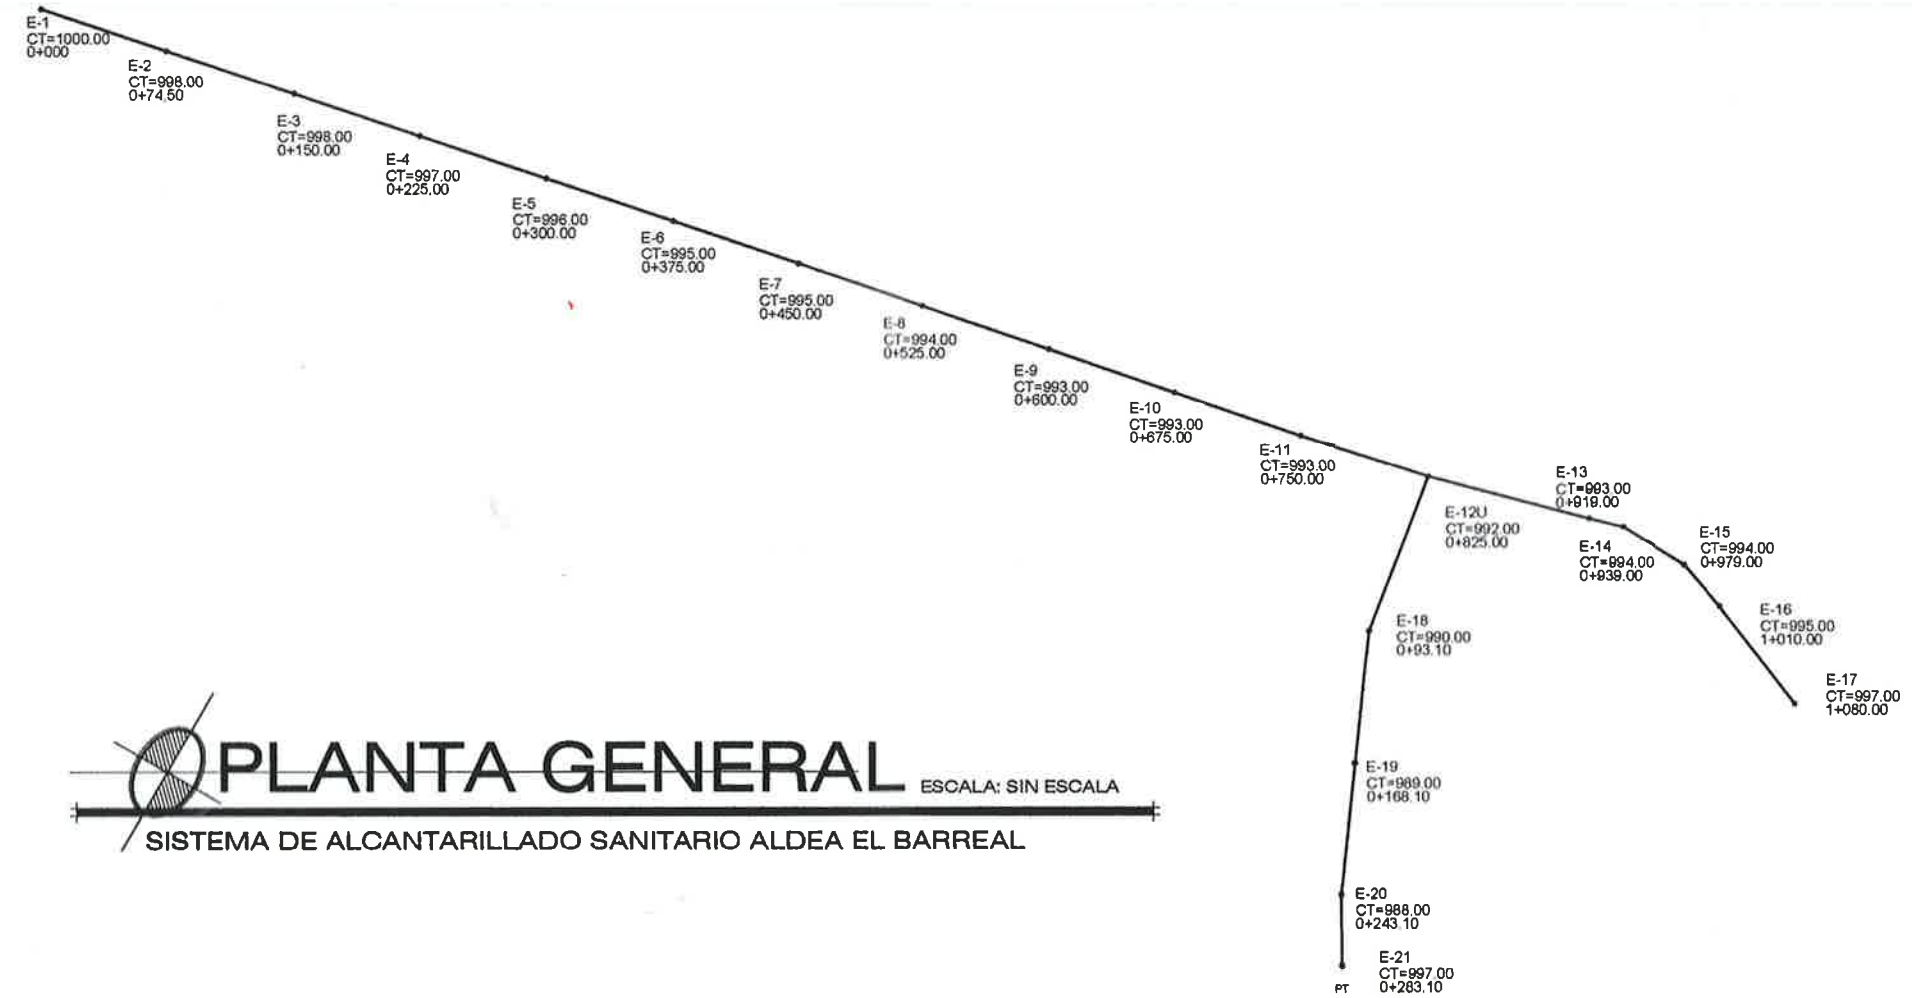 E-1
CT=1000.00
0+000
E-2
CT=998.00
0+74.50
E-3
CT=998.00
0+150.00
E-4
CT=997.00
0+225.00
E-5
CT=996.00
0+300.00
E-6
CT=995.00
0+375.00
E-7
CT=995.00
0+450.00
E-8
CT=994.00
0+525.00
E-9
CT=993.00
0+600.00
E-10
CT=993.00
0+675.00
E-11
CT=993.00
0+750.00
E-12U
CT=992.00
0+825.00
E-13
CT=993.00
0+919.00
E-14
CT=994.00
0+939.00
E-15
CT=994.00
0+979.00
E-16
CT=995.00
1+010.00
E-17
CT=997.00
1+080.00
E-18
CT=990.00
0+93.10
E-19
CT=989.00
0+168.10
E-20
CT=988.00
0+243.10
E-21
CT=997.00
0+283.10
PT
PLANTA GENERAL
ESCALA: SIN ESCALA
SISTEMA DE ALCANTARILLADO SANITARIO ALDEA EL BARREAL